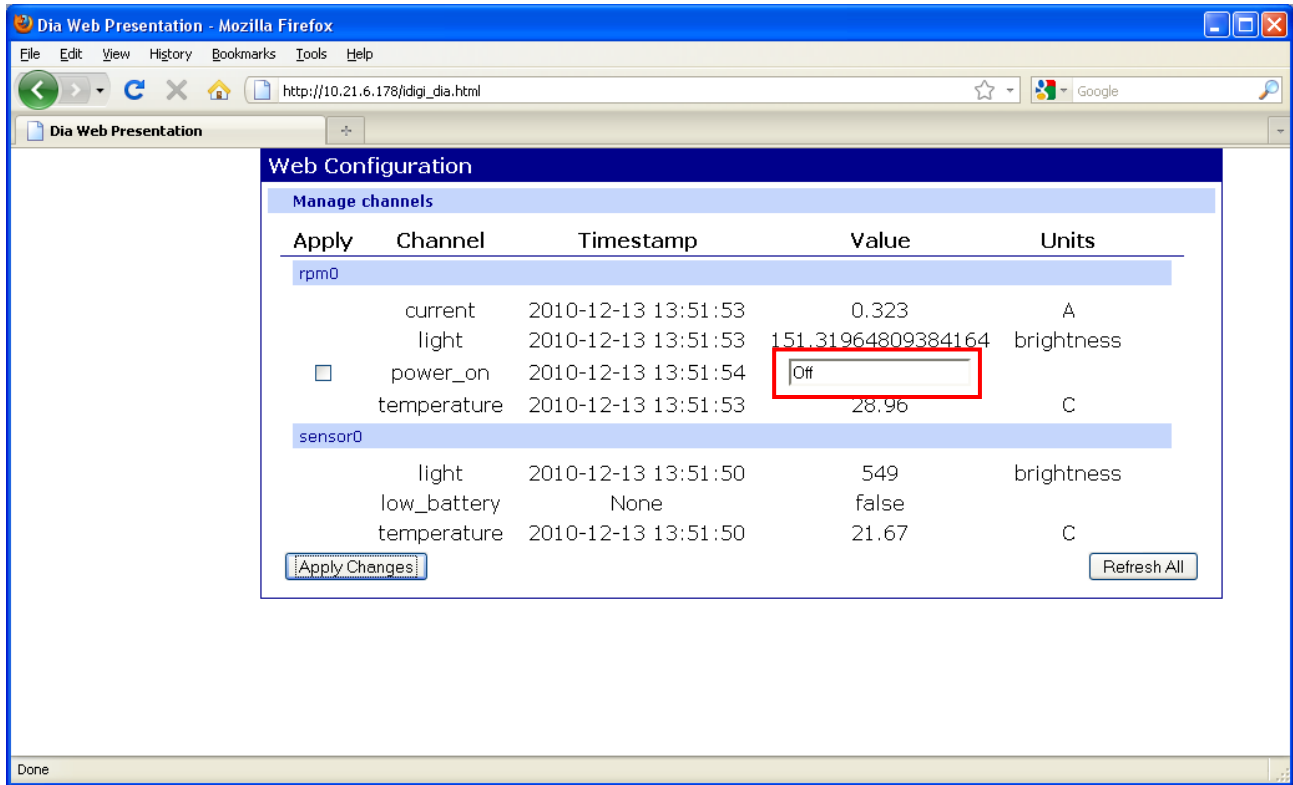 Dia Web Presentation - Mozilla Firefox
File Edit View History Bookmarks Tools Help
http://10.21.6.178/idigi_dia.html Google
Dia Web Presentation
Web Configuration
Manage channels
Apply Channel Timestamp Value Units
rpm0
current 2010-12-13 13:51:53 0.323 A
light 2010-12-13 13:51:53 151.31964809384164 brightness
power_on 2010-12-13 13:51:54 Off
temperature 2010-12-13 13:51:53 28.96 C
sensor0
light 2010-12-13 13:51:50 549 brightness
low_battery None false
temperature 2010-12-13 13:51:50 21.67 C
Apply Changes Refresh All
Done